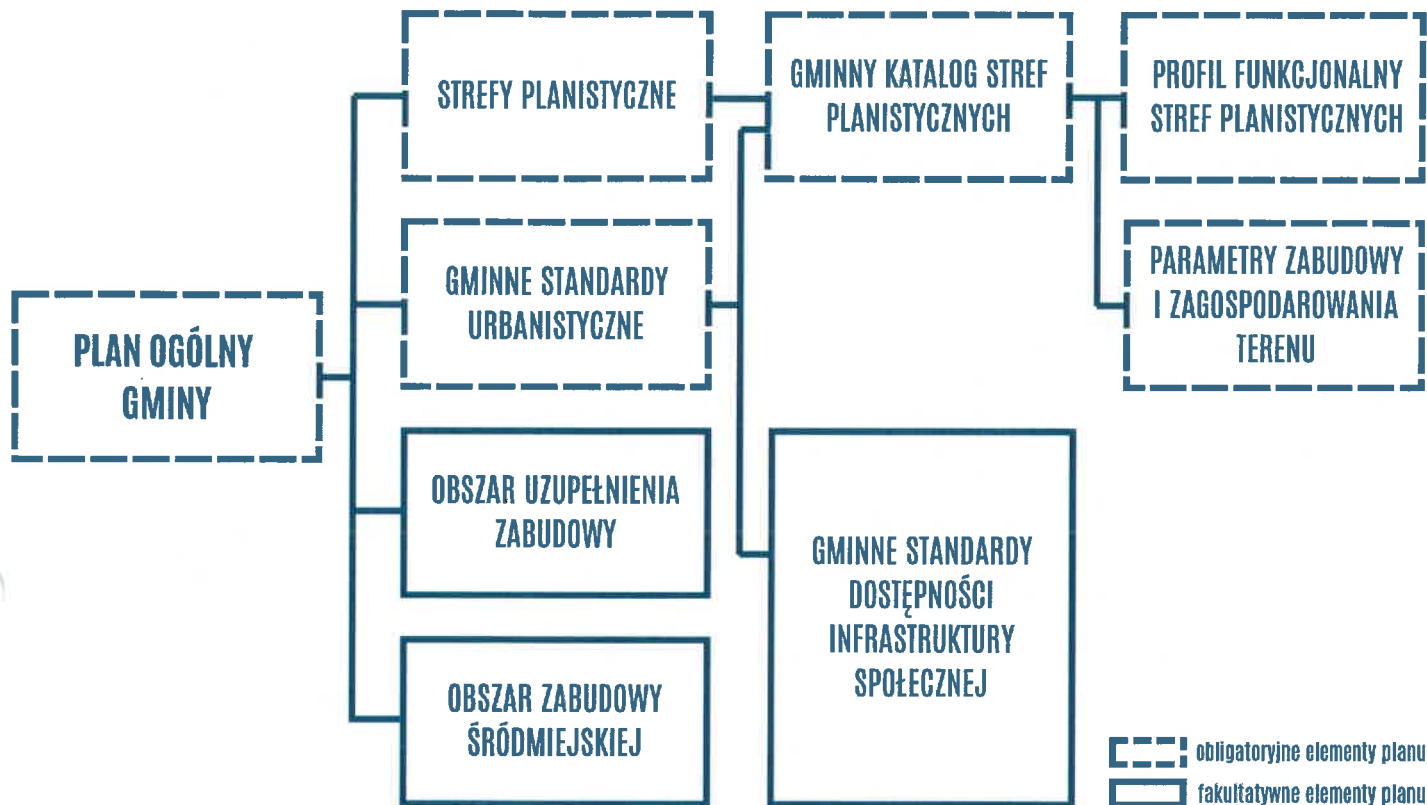 PLAN OGÓLNY
GMINY
STREFY PLANISTYCZNE
GMINNE STANDARDY
URBANISTYCZNE
OBSZAR UZUPEŁNIENIA
ZABUDOWY
OBSZAR ZABUDOWY
ŚRÓDMIEJSKIEJ
GMINNY KATALOG STREF
PLANISTYCZNYCH
GMINNE STANDARDY
DOSTĘPNOŚCI
INFRASTRUKTURY
SPOŁECZNEJ
PROFIL FUNKCJONALNY
STREF PLANISTYCZNYCH
PARAMETRY ZABUDOWY
I ZAGOSPODAROWANIA
TERENU
obligatoryjne elementy planu
fakultatywne elementy planu